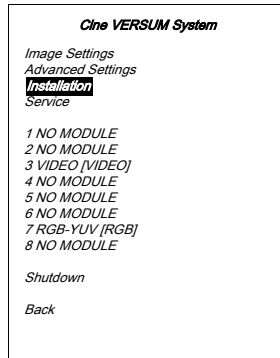 Cine VERSUM System
Image Settings
Advanced Settings
Installation
Service
1 NO MODULE
2 NO MODULE
3 VIDEO [VIDEO]
4 NO MODULE
5 NO MODULE
6 NO MODULE
7 RGB-YUV [RGB]
8 NO MODULE
Shutdown
Back